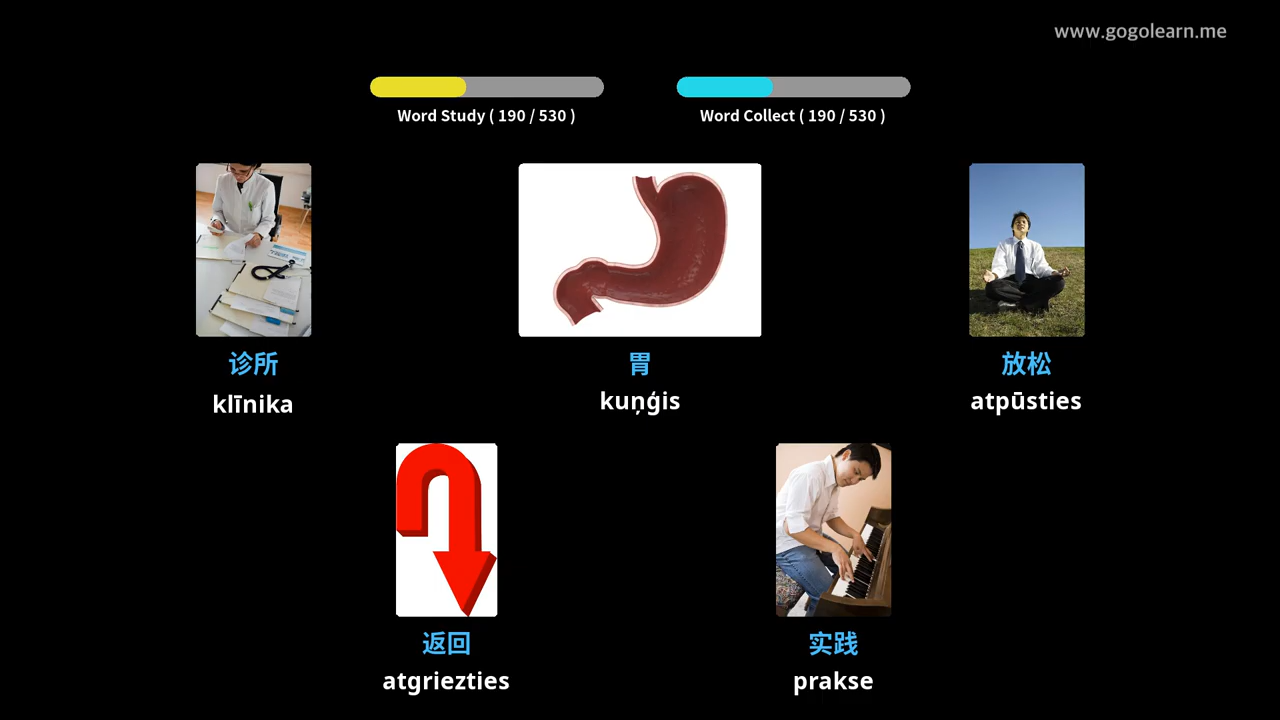 www.gogolearn.me
Word Study ( 190 / 530 )
Word Collect ( 190 / 530 )
诊所
klīnika
胃
kuņģis
放松
atpūsties
返回
atgriezties
实践
prakse